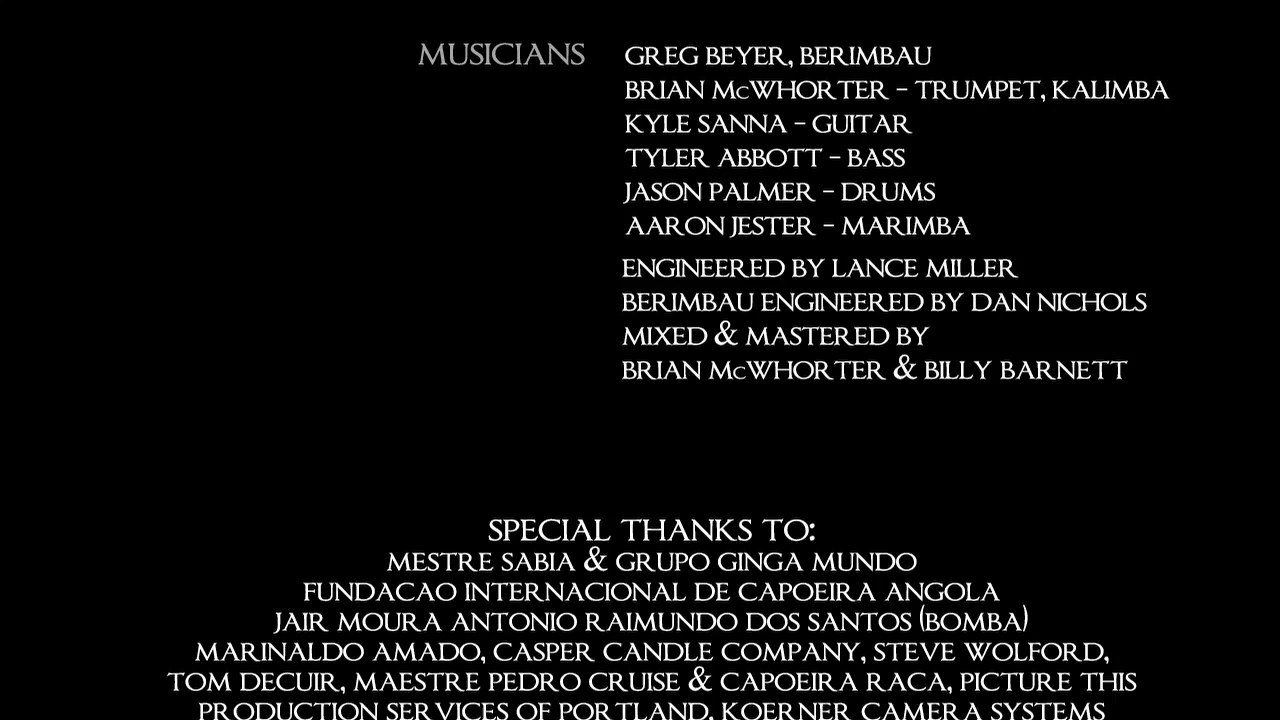 MUSICIANS GREG BEYER, BERIMBAU
BRIAN McWHORTER - TRUMPET, KALIMBA
KYLE SANNA - GUITAR
TYLER ABBOTT - BASS
JASON PALMER - DRUMS
AARON JESTER - MARIMBA
ENGINEERED BY LANCE MILLER
BERIMBAU ENGINEERED BY DAN NICHOLS
MIXED & MASTERED BY
BRIAN McWHORTER & BILLY BARNETT
SPECIAL THANKS TO:
MESTRE SABIA & GRUPO GINGA MUNDO
FUNDACAO INTERNACIONAL DE CAPOEIRA ANGOLA
JAIR MOURA ANTONIO RAIMUNDO DOS SANTOS (BOMBA)
MARINALDO AMADO, CASPER CANDLE COMPANY, STEVE WOLFORD,
TOM DECUIR, MAESTRE PEDRO CRUISE & CAPOEIRA RACA, PICTURE THIS
PRODUCTION SERVICES OF PORTLAND, KOERNER CAMERA SYSTEMS